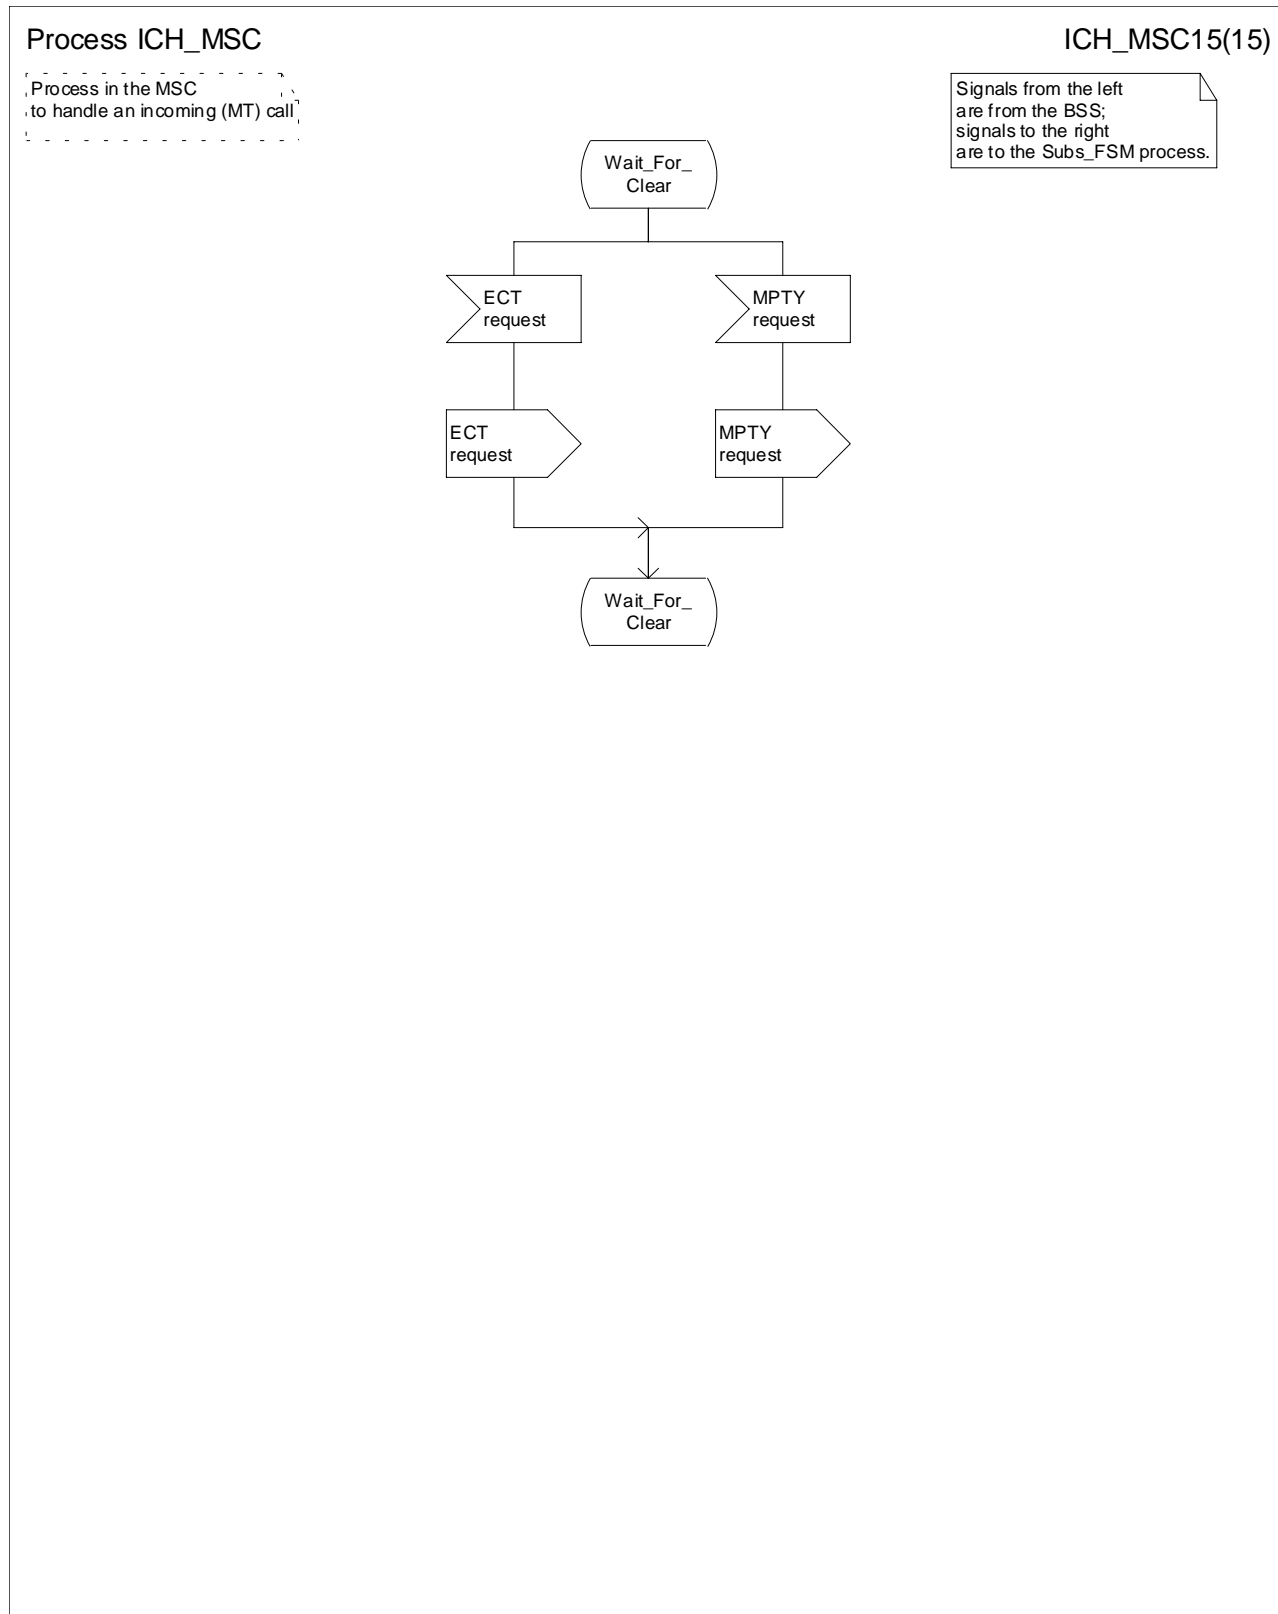 Process ICH_MSC
ICH_MSC15(15)
Process in the MSC
to handle an incoming (MT) call
Signals from the left
are from the BSS;
signals to the right
are to the Subs_FSM process.
Wait_For_
Clear
ECT
request
MPTY
request
ECT
request
MPTY
request
Wait_For_
Clear